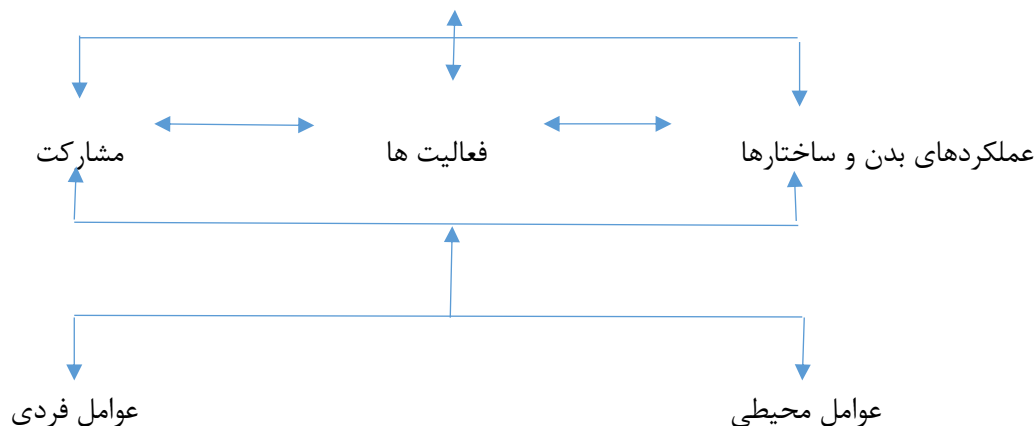 عملکردهای بدن و ساختارها
فعالیت ها
مشارکت
عوامل محیطی
عوامل فردی